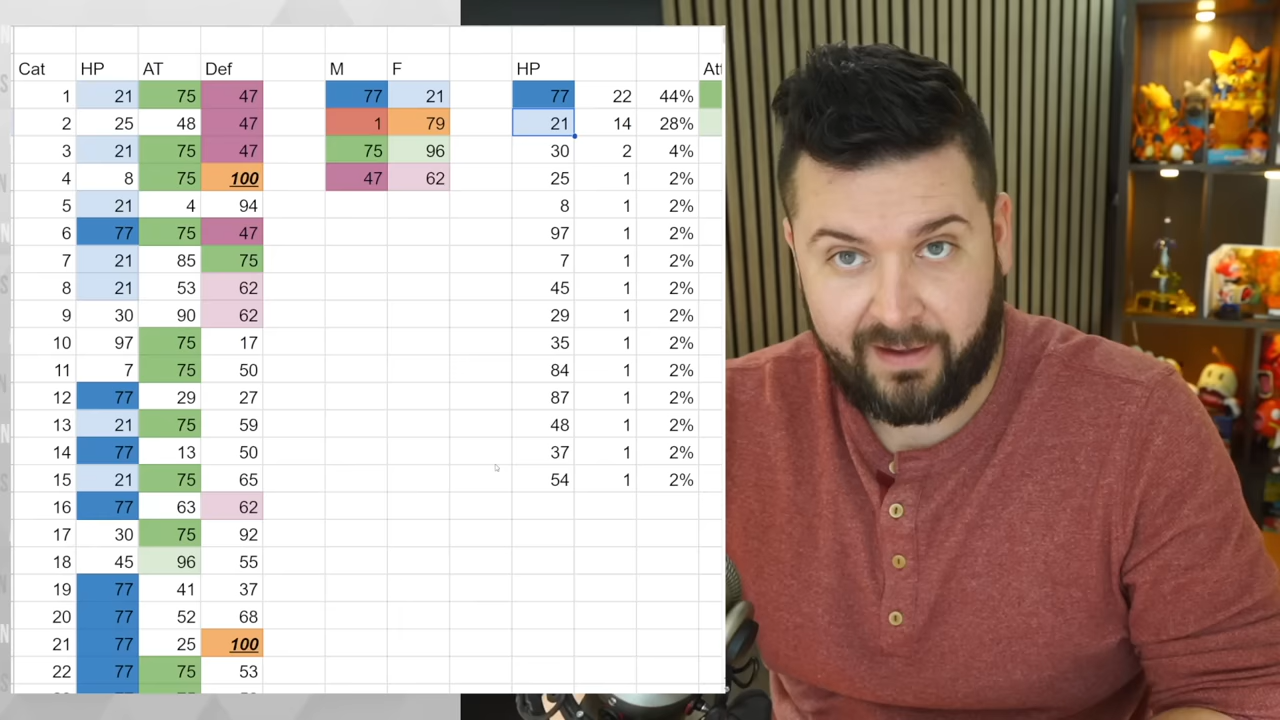 Cat HP AT Def M F HP Att
1 21 75 47 77 21 77 22 44%
2 25 48 47 1 79 21 14 28%
3 21 75 47 75 96 30 2 4%
4 8 75 100 47 62 25 1 2%
5 21 4 94 8 1 2%
6 77 75 47 97 1 2%
7 21 85 75 7 1 2%
8 21 53 62 45 1 2%
9 30 90 62 29 1 2%
10 97 75 17 35 1 2%
11 7 75 50 84 1 2%
12 77 29 27 87 1 2%
13 21 75 59 48 1 2%
14 77 13 50 37 1 2%
15 21 75 65 54 1 2%
16 77 63 62
17 30 75 92
18 45 96 55
19 77 41 37
20 77 52 68
21 77 25 100
22 77 75 53